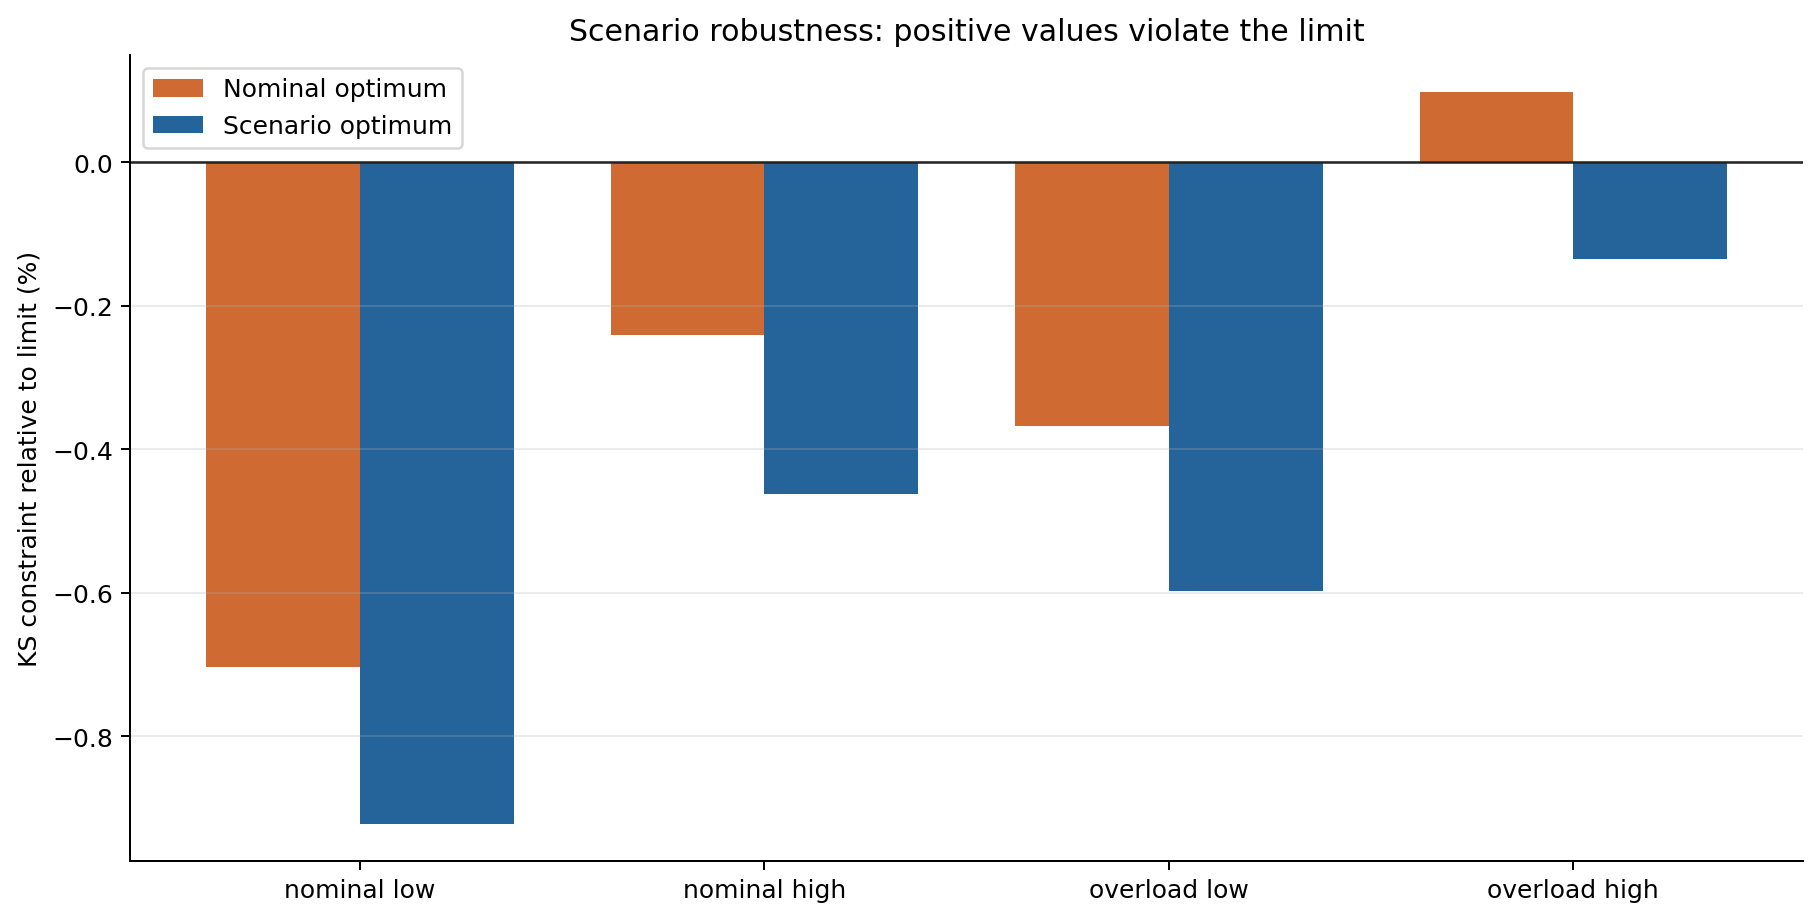 Scenario robustness: positive values violate the limit
Nominal optimum
Scenario optimum
KS constraint relative to limit (%)
0.0
−0.2
−0.4
−0.6
−0.8
nominal low
nominal high
overload low
overload high